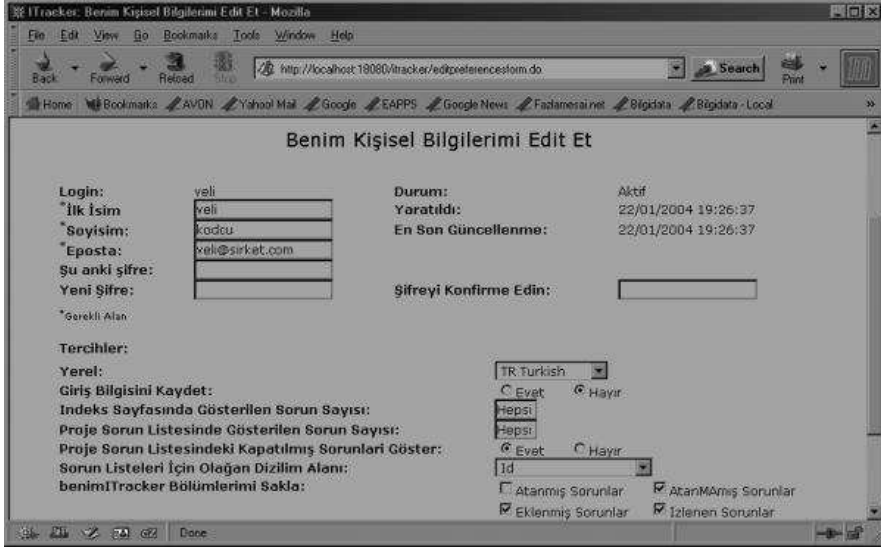 ITracker: Benim Kişisel Bilgilerimi Edit Et - Mozilla
File Edit View Go Bookmarks Tools Window Help
Back Forward Reload Stop http://localhost:18080/itracker/editpreferencesform.do Search Print
Home Bookmarks AVON Yahoo! Mail Google EAPPS Google News Fazlamesai.net Bilgidata Bilgidata - Local
Benim Kişisel Bilgilerimi Edit Et
Login: veli Durum: Aktif
*İlk İsim veli Yaratıldı: 22/01/2004 19:26:37
*Soyisim: kodcu En Son Güncellenme: 22/01/2004 19:26:37
*Eposta: veli@sirket.com
Şu anki şifre:
Yeni Şifre: Şifreyi Konfirme Edin:
*Gerekli Alan
Tercihler:
Yerel: TR Turkish
Giriş Bilgisini Kaydet: Evet Hayır
Indeks Sayfasında Gösterilen Sorun Sayısı: Hepsi
Proje Sorun Listesinde Gösterilen Sorun Sayısı: Hepsi
Proje Sorun Listesindeki Kapatılmış Sorunlari Göster: Evet Hayır
Sorun Listeleri İçin Olağan Dizilim Alanı: Id
benimITracker Bölümlerimi Sakla: Atanmış Sorunlar AtanMAmış Sorunlar
Eklenmiş Sorunlar Izlenen Sorunlar
Done